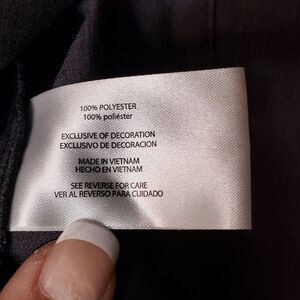 100% POLYESTER
100% poliéster
EXCLUSIVE OF DECORATION
EXCLUSIVO DE DECORACION
MADE IN VIETNAM
HECHO EN VIETNAM
SEE REVERSE FOR CARE
VER AL REVERSO PARA CUIDADO